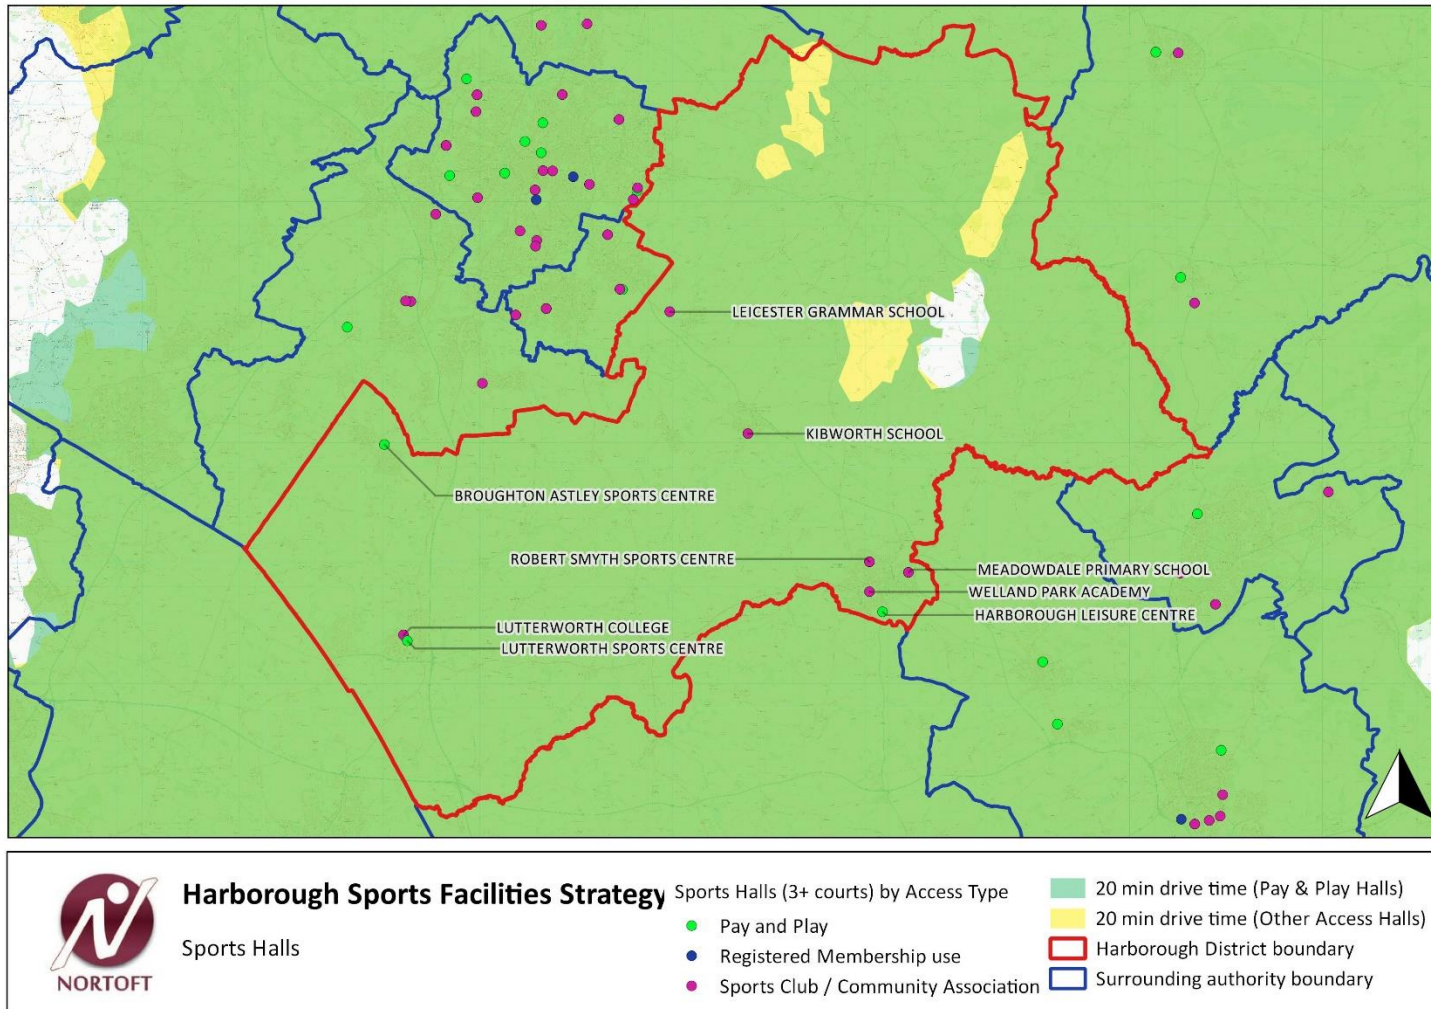 LEICESTER GRAMMAR SCHOOL
KIBWORTH SCHOOL
BROUGHTON ASTLEY SPORTS CENTRE
ROBERT SMYTH SPORTS CENTRE
MEADOWDALE PRIMARY SCHOOL
WELLAND PARK ACADEMY
HARBOROUGH LEISURE CENTRE
LUTTERWORTH COLLEGE
LUTTERWORTH SPORTS CENTRE
NORTOFT
Harborough Sports Facilities Strategy
Sports Halls
Sports Halls (3+ courts) by Access Type
Pay and Play
Registered Membership use
Sports Club / Community Association
20 min drive time (Pay & Play Halls)
20 min drive time (Other Access Halls)
Harborough District boundary
Surrounding authority boundary